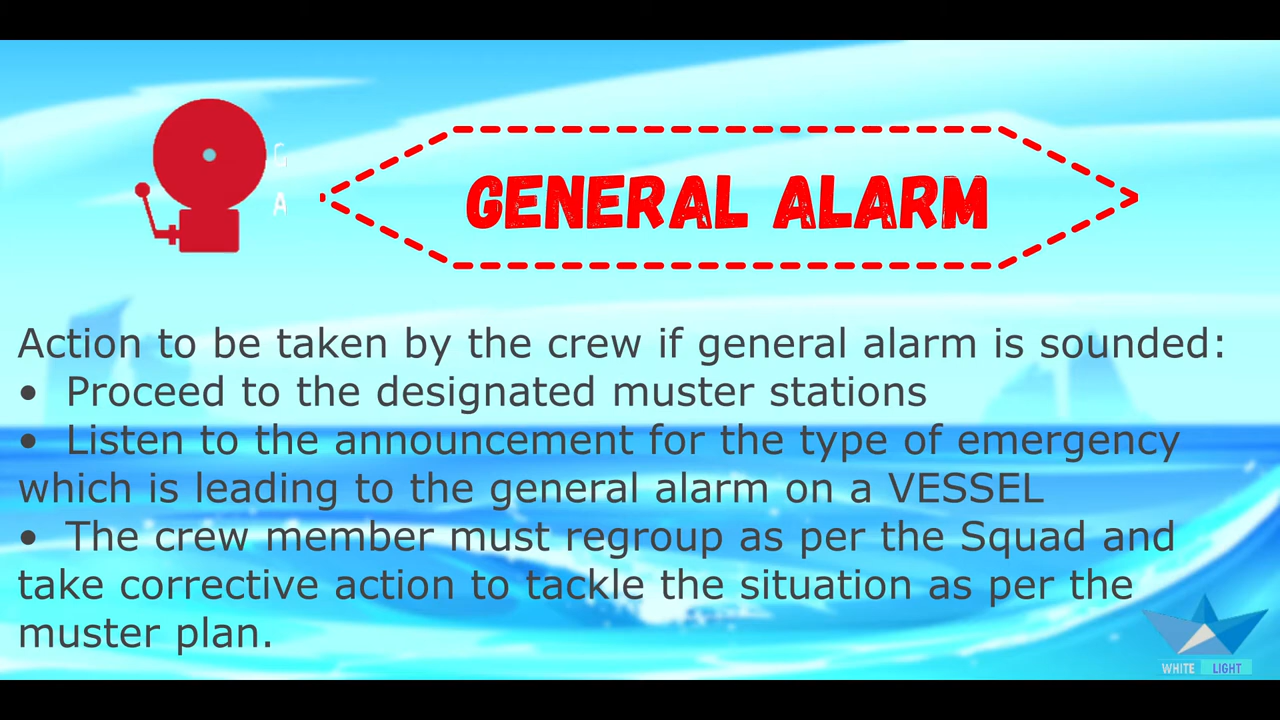 G
A
GENERAL ALARM
Action to be taken by the crew if general alarm is sounded:
• Proceed to the designated muster stations
• Listen to the announcement for the type of emergency
which is leading to the general alarm on a VESSEL
• The crew member must regroup as per the Squad and
take corrective action to tackle the situation as per the
muster plan.
WHITE LIGHT